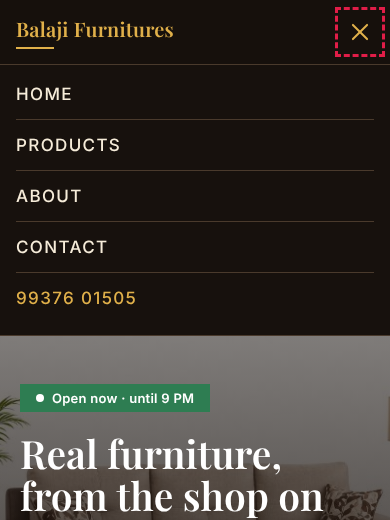 Balaji Furnitures
HOME
PRODUCTS
ABOUT
CONTACT
99376 01505
Open now · until 9 PM
Real furniture,
from the shop on